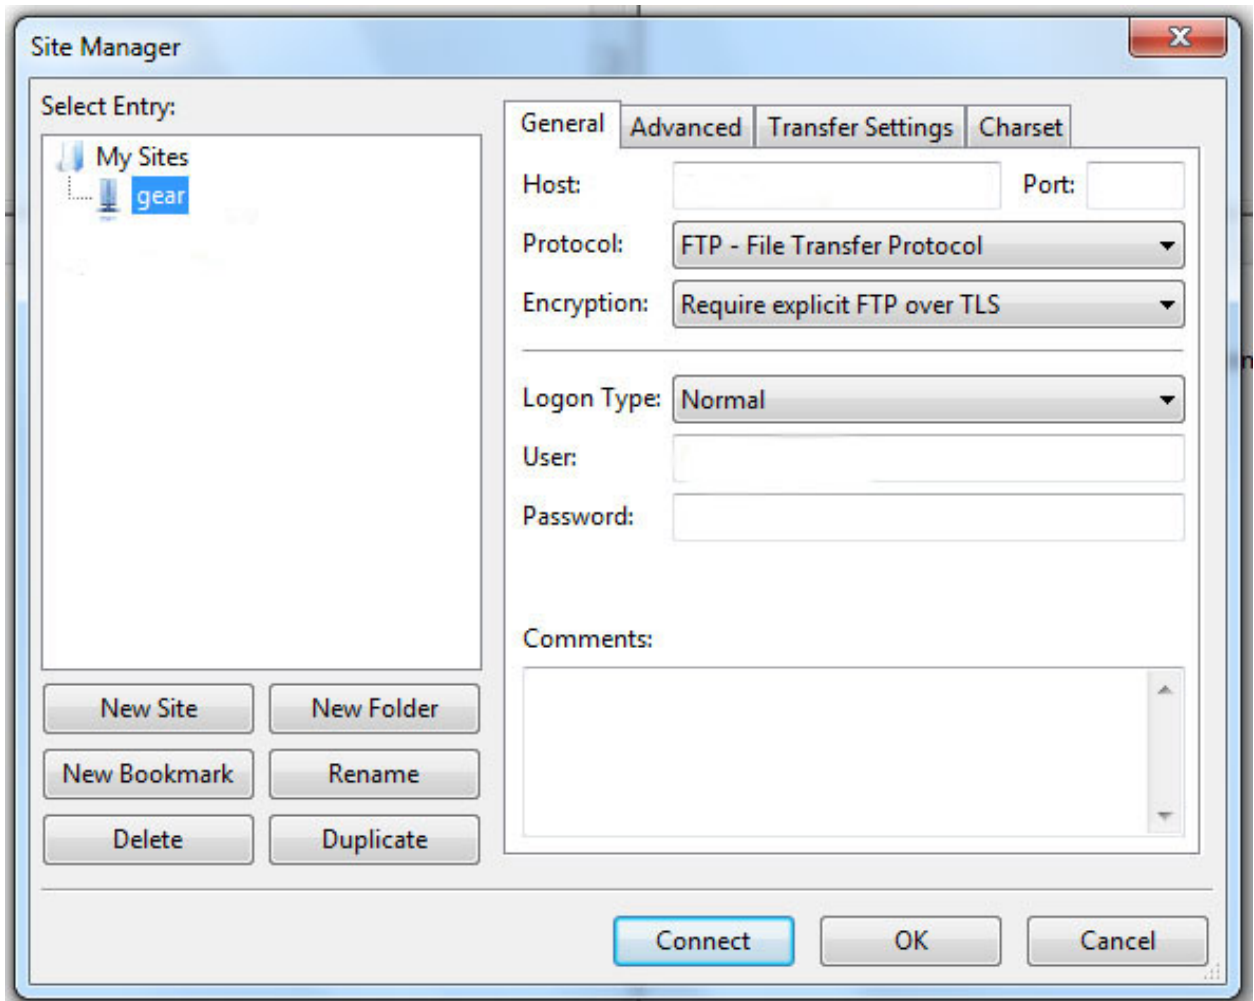 Site Manager
Select Entry:
My Sites
gear
New Site New Folder
New Bookmark Rename
Delete Duplicate
General Advanced Transfer Settings Charset
Host: Port:
Protocol: FTP - File Transfer Protocol
Encryption: Require explicit FTP over TLS
Logon Type: Normal
User:
Password:
Comments:
Connect OK Cancel